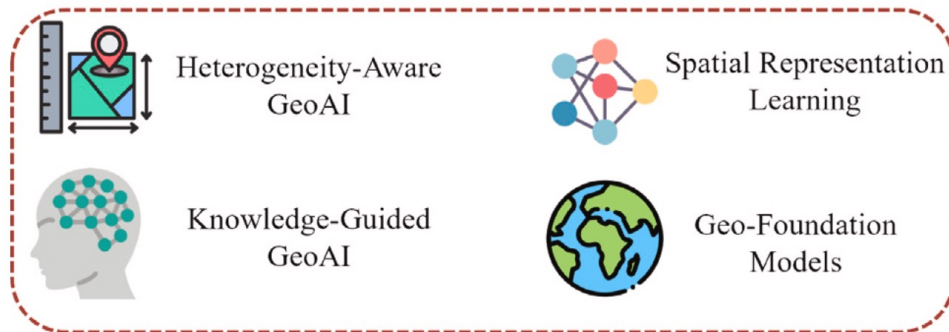 Heterogeneity-Aware
GeoAI
Spatial Representation
Learning
Knowledge-Guided
GeoAI
Geo-Foundation
Models